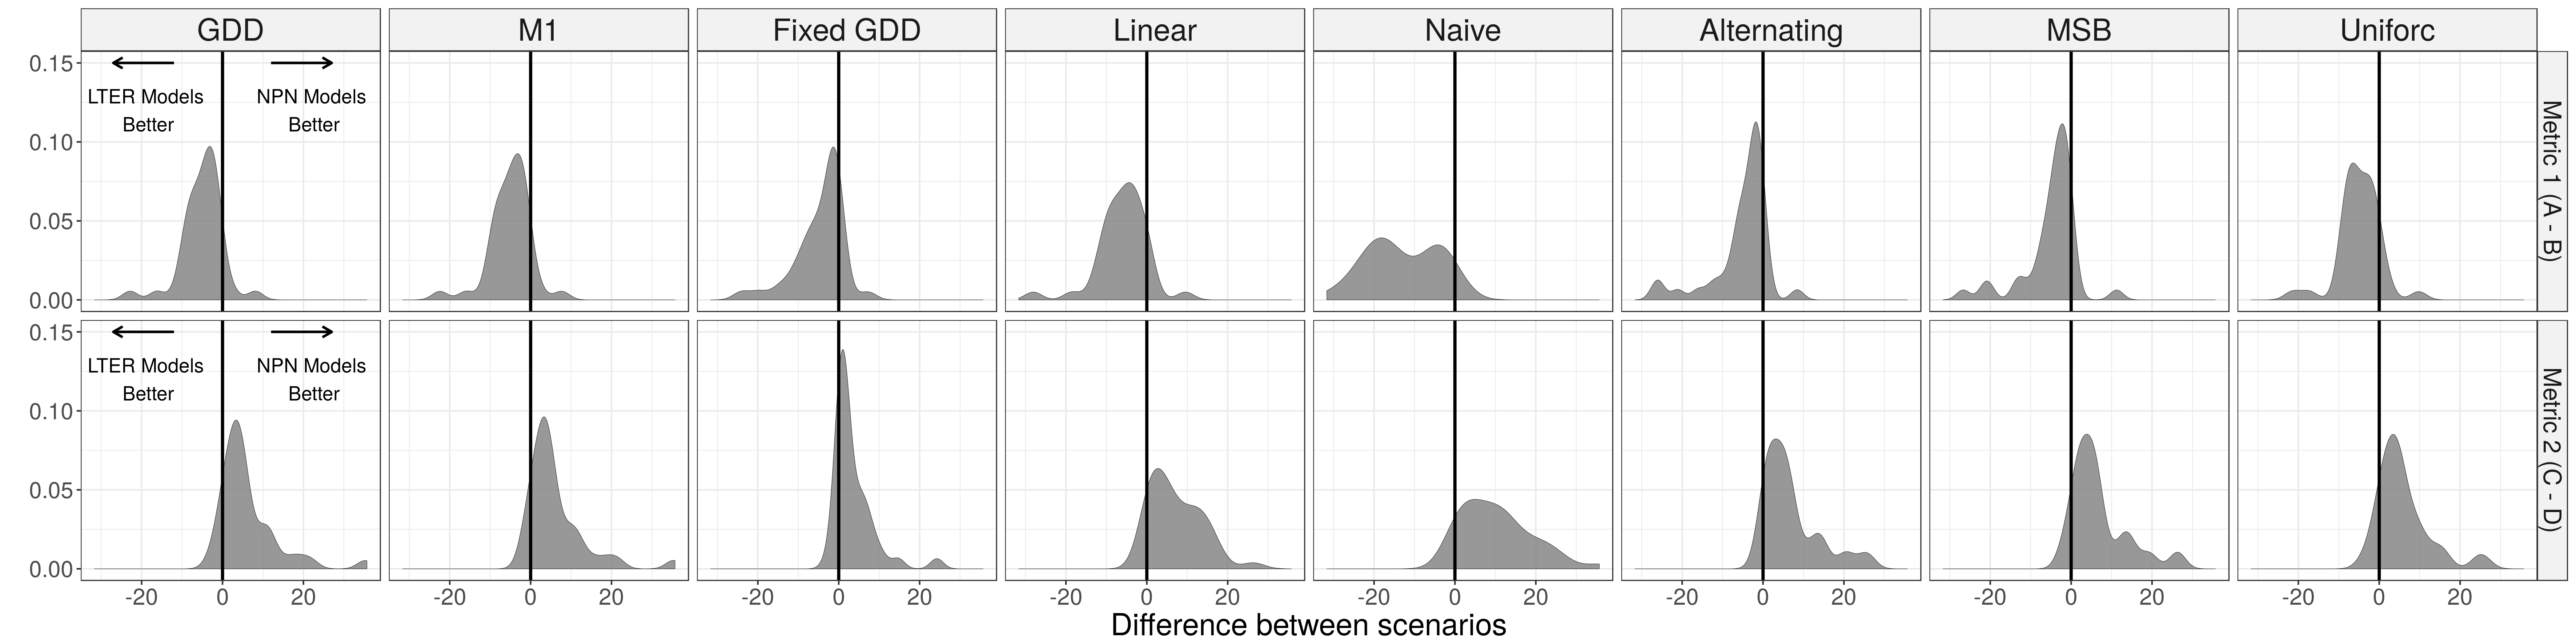 GDD M1 Fixed GDD Linear Naive Alternating MSB Uniforc
0.15
LTER Models NPN Models
Better Better
0.10
0.05
0.00
Metric 1 (A - B)
0.15
LTER Models NPN Models
Better Better
0.10
0.05
0.00
Metric 2 (C - D)
-20 0 20 -20 0 20 -20 0 20 -20 0 20 -20 0 20 -20 0 20 -20 0 20 -20 0 20
Difference between scenarios